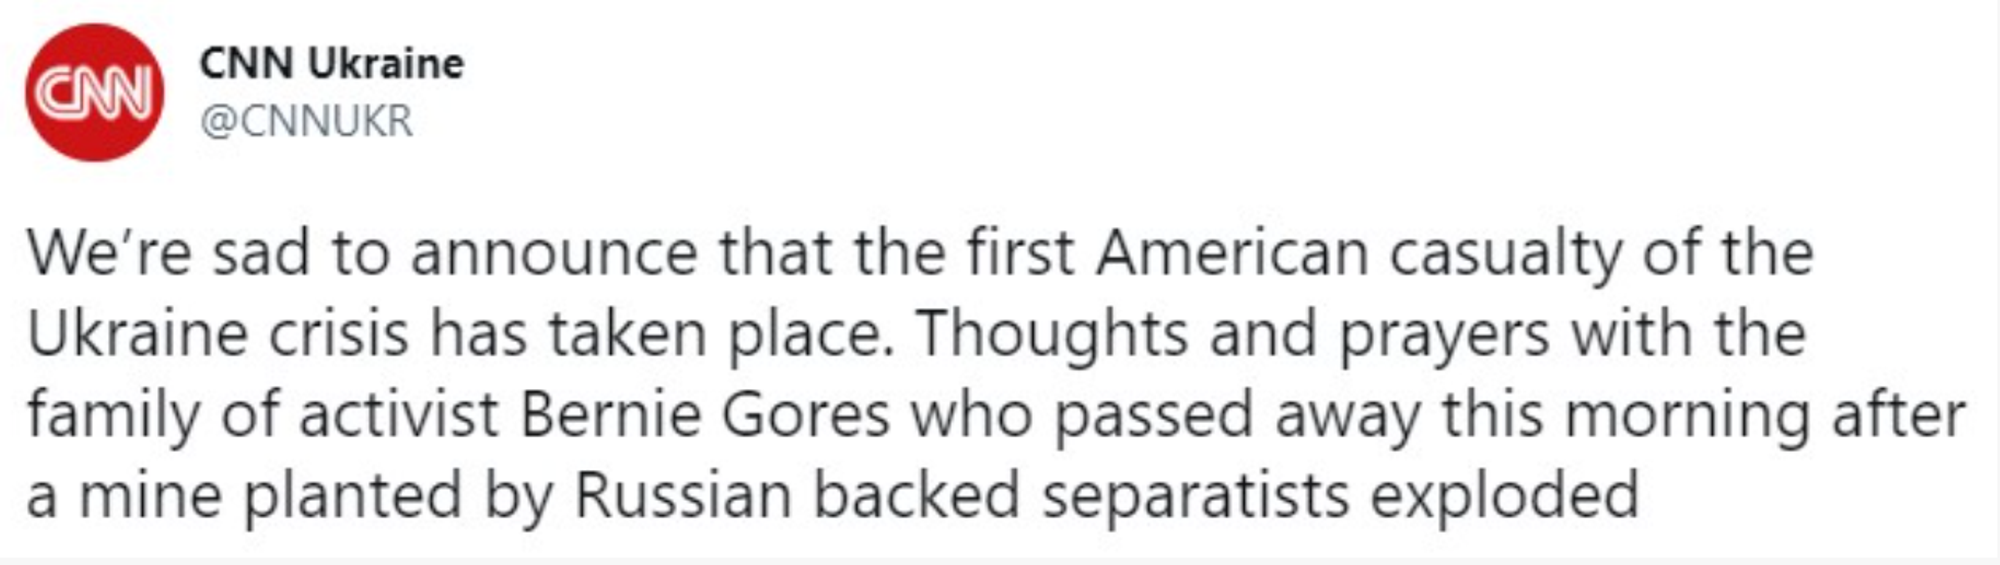 CNN
CNN Ukraine
@CNNUKR
We’re sad to announce that the first American casualty of the
Ukraine crisis has taken place. Thoughts and prayers with the
family of activist Bernie Gores who passed away this morning after
a mine planted by Russian backed separatists exploded